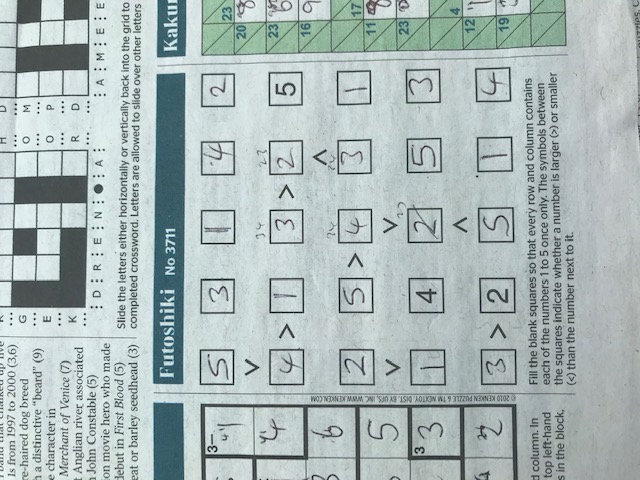 ls from 1997 to 2000 (3,6)
re-haired dog breed
a distinctive "beard" (9)
character in
Merchant of Venice (7)
Anglian river associated
John Constable (5)
on movie hero who made
debut in First Blood (5)
or barley seedhead (3)
G M
E O P
K R D
: D : R : E : N : ● : A : : A : M : E : E
Slide the letters either horizontally or vertically back into the grid to
completed crossword. Letters are allowed to slide over other letters
Futoshiki No 3711
5 3 1 4 2
4 > 1 3 > 2 5
2 5 > 4 3 1
1 4 2 5 3
3 > 2 5 1 4
Fill the blank squares so that every row and column contains
each of the numbers 1 to 5 once only. The symbols between
the squares indicate whether a number is larger (>) or smaller
(<) than the number next to it.
3− 4 6 5
3 3
2
© 2010 KENKEN PUZZLE & TM NEXTOY. DIST. BY UFS, INC. WWW.KENKEN.COM
column. In
top left-hand
in the block.
Kakur
23
20
23
16
17
11
23
4
12
19